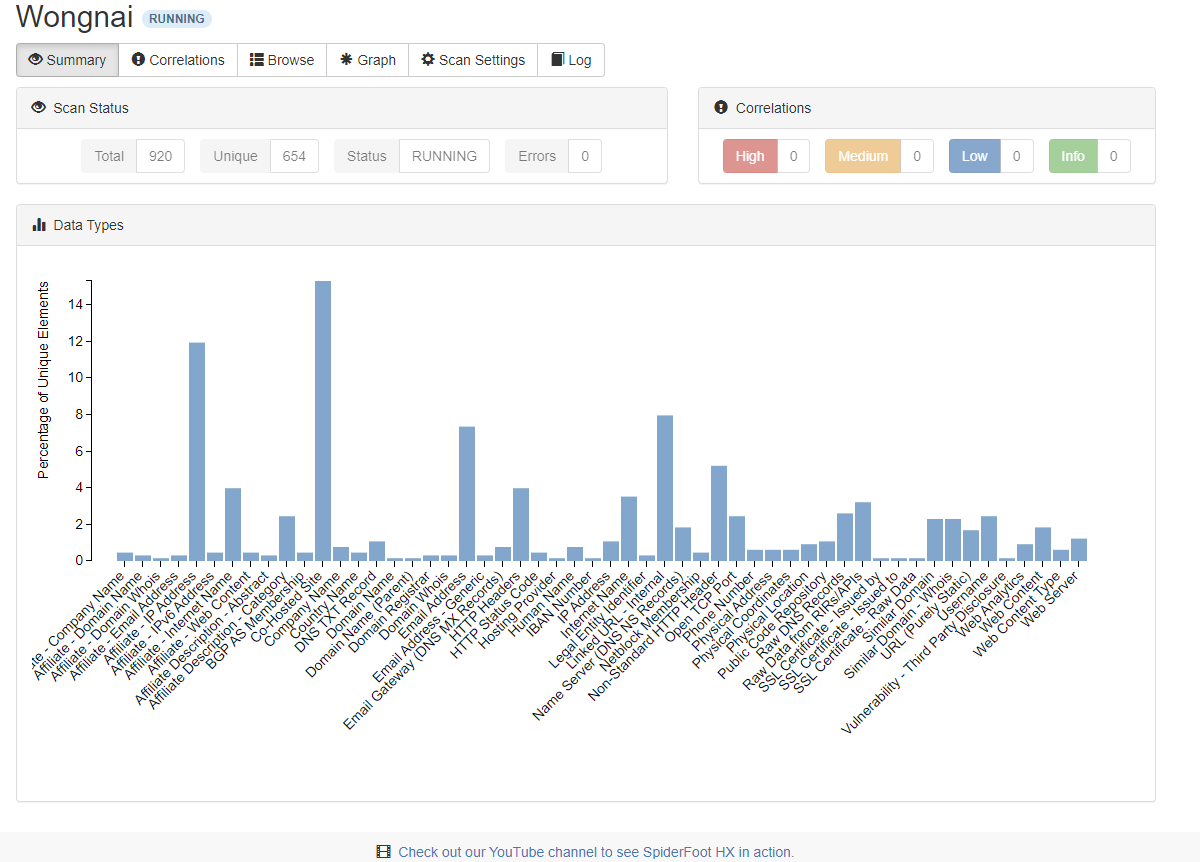 Wongnai RUNNING
Summary Correlations Browse Graph Scan Settings Log
Scan Status
Total 920 Unique 654 Status RUNNING Errors 0
Correlations
High 0 Medium 0 Low 0 Info 0
Data Types
Percentage of Unique Elements
14
12
10
8
6
4
2
0
te - Company Name
Affiliate - Domain Name
Affiliate - Domain Whois
Affiliate - Email Address
Affiliate - IP Address
Affiliate - IPv6 Address
Affiliate - Internet Name
Affiliate - Web Content
Affiliate Description - Abstract
Affiliate Description - Category
BGP AS Membership
Co-Hosted Site
Company Name
Country Name
DNS TXT Record
Domain Name
Domain Name (Parent)
Domain Registrar
Domain Whois
Email Address
Email Address - Generic
Email Gateway (DNS MX Records)
HTTP Headers
HTTP Status Code
Hosting Provider
Human Name
IBAN Number
IP Address
Internet Name
Legal Entity Identifier
Linked URL - Internal
Name Server (DNS NS Records)
Netblock Membership
Non-Standard HTTP Header
Open TCP Port
Phone Number
Physical Address
Physical Coordinates
Physical Location
Public Code Repository
Raw DNS Records
Raw Data from RIRs/APIs
SSL Certificate - Issued by
SSL Certificate - Issued to
SSL Certificate - Raw Data
Similar Domain
Similar Domain - Whois
URL (Purely Static)
Username
Vulnerability - Third Party Disclosure
Web Analytics
Web Content
Web Content Type
Web Server
Check out our YouTube channel to see SpiderFoot HX in action.